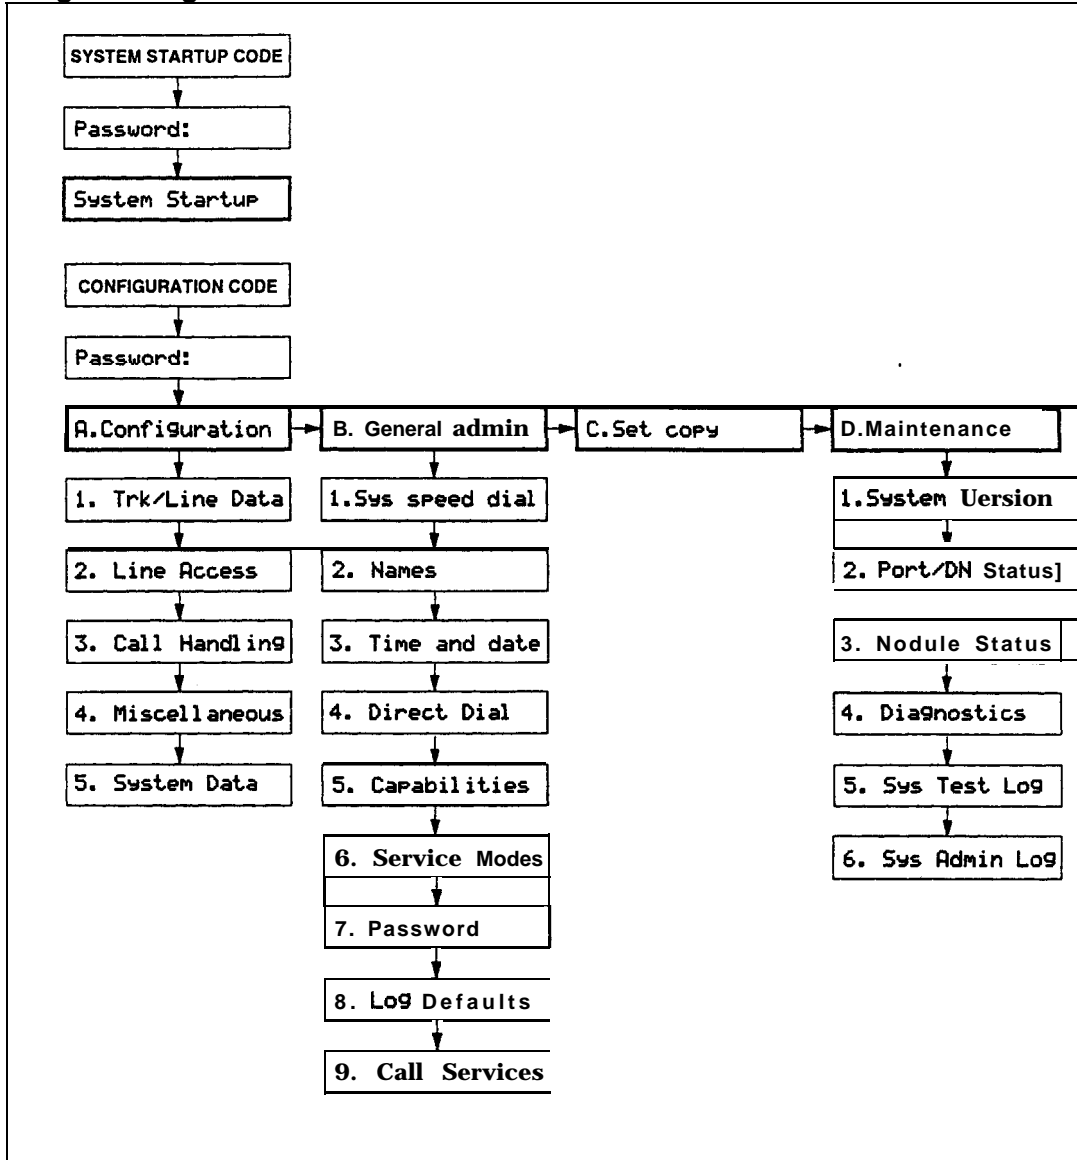 SYSTEM STARTUP CODE
Password:
System Startup
CONFIGURATION CODE
Password:
A.Configuration
1. Trk/Line Data
2. Line Access
3. Call Handling
4. Miscellaneous
5. System Data
B. General admin
1.Sys speed dial
2. Names
3. Time and date
4. Direct Dial
5. Capabilities
6. Service Modes
7. Password
8. Log Defaults
9. Call Services
C.Set copy
D.Maintenance
1.System Uersion
2. Port/DN Status]
3. Nodule Status
4. Diagnostics
5. Sys Test Log
6. Sys Admin Log